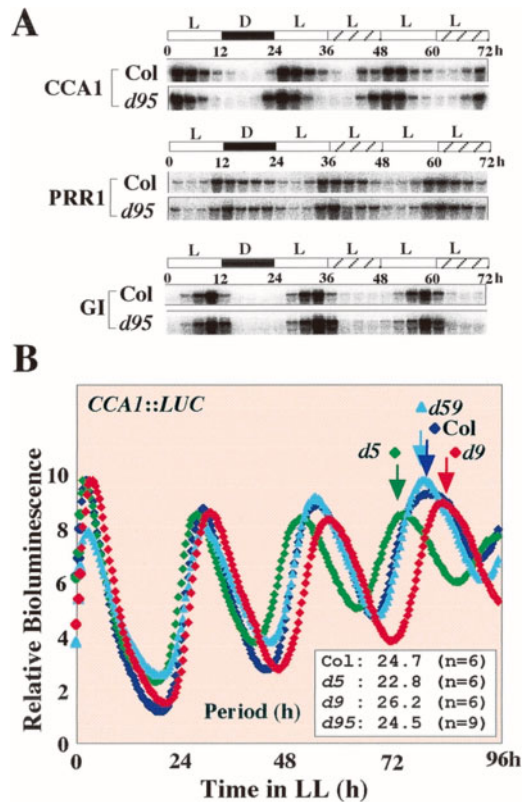 A
L D L L L L
0 12 24 36 48 60 72
CCA1 Col
d95
L D L L L L
0 12 24 36 48 60 72
PRR1 Col
d95
L D L L L L
0 12 24 36 48 60 72
GI Col
d95
B
CCA1::LUC
d59
Col
d5
d9
Relative Bioluminescence
10
8
6
4
2
0
Period (h)
Col: 24.7 (n=6)
d5: 22.8 (n=6)
d9: 26.2 (n=6)
d95: 24.5 (n=9)
0 24 48 72 96h
Time in LL (h)